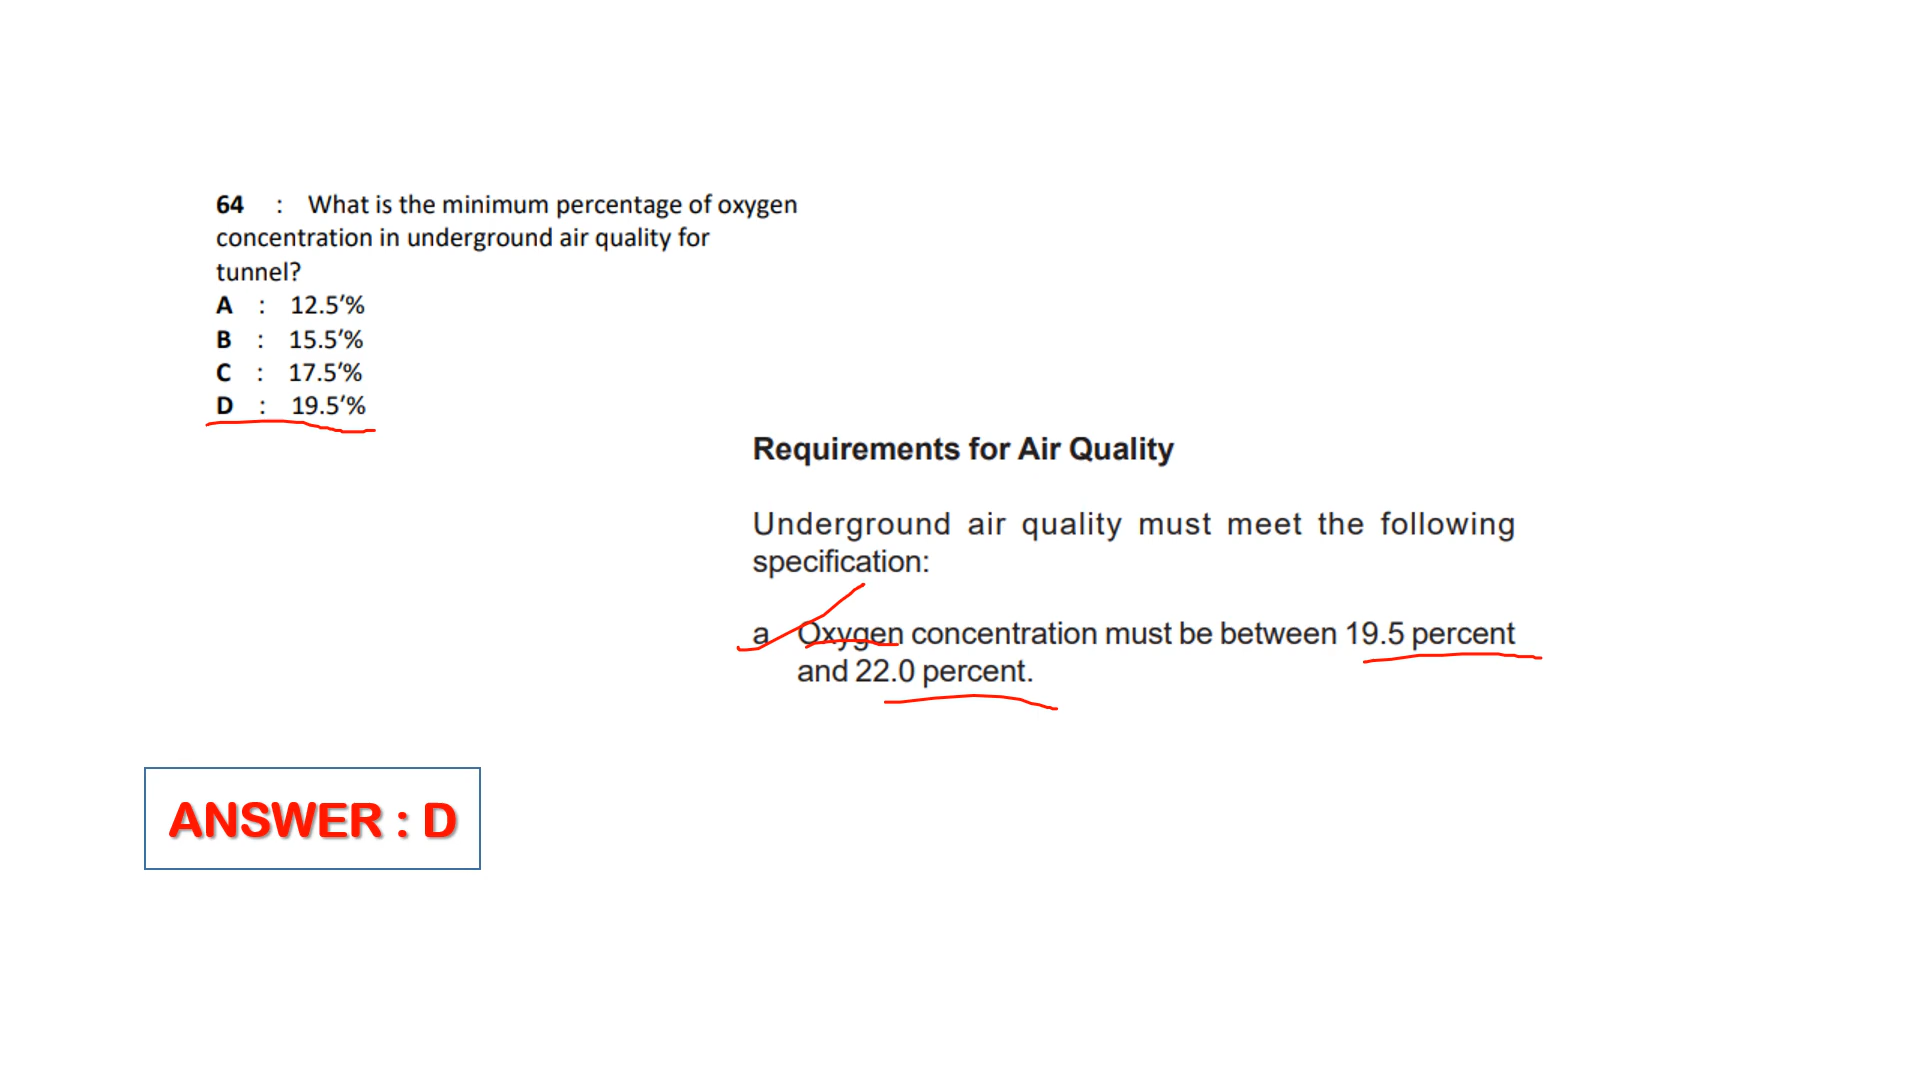 64 : What is the minimum percentage of oxygen
concentration in underground air quality for
tunnel?
A : 12.5'%
B : 15.5'%
C : 17.5'%
D : 19.5'%
Requirements for Air Quality
Underground air quality must meet the following
specification:
a Oxygen concentration must be between 19.5 percent
and 22.0 percent.
ANSWER : D